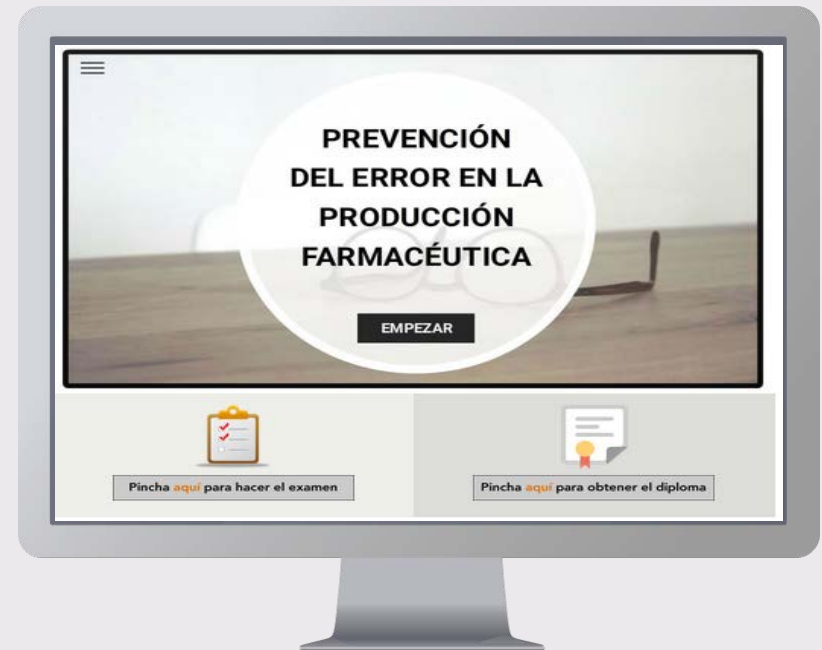 PREVENCIÓN
DEL ERROR EN LA
PRODUCCIÓN
FARMACÉUTICA
EMPEZAR
Pincha aquí para hacer el examen
Pincha aquí para obtener el diploma